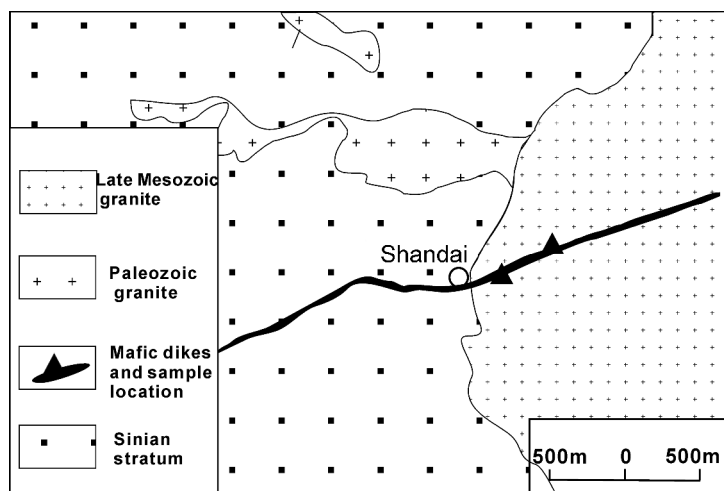 Shandai
Late Mesozoic
granite
Paleozoic
granite
Mafic dikes
and sample
location
Sinian
stratum
500m 0 500m